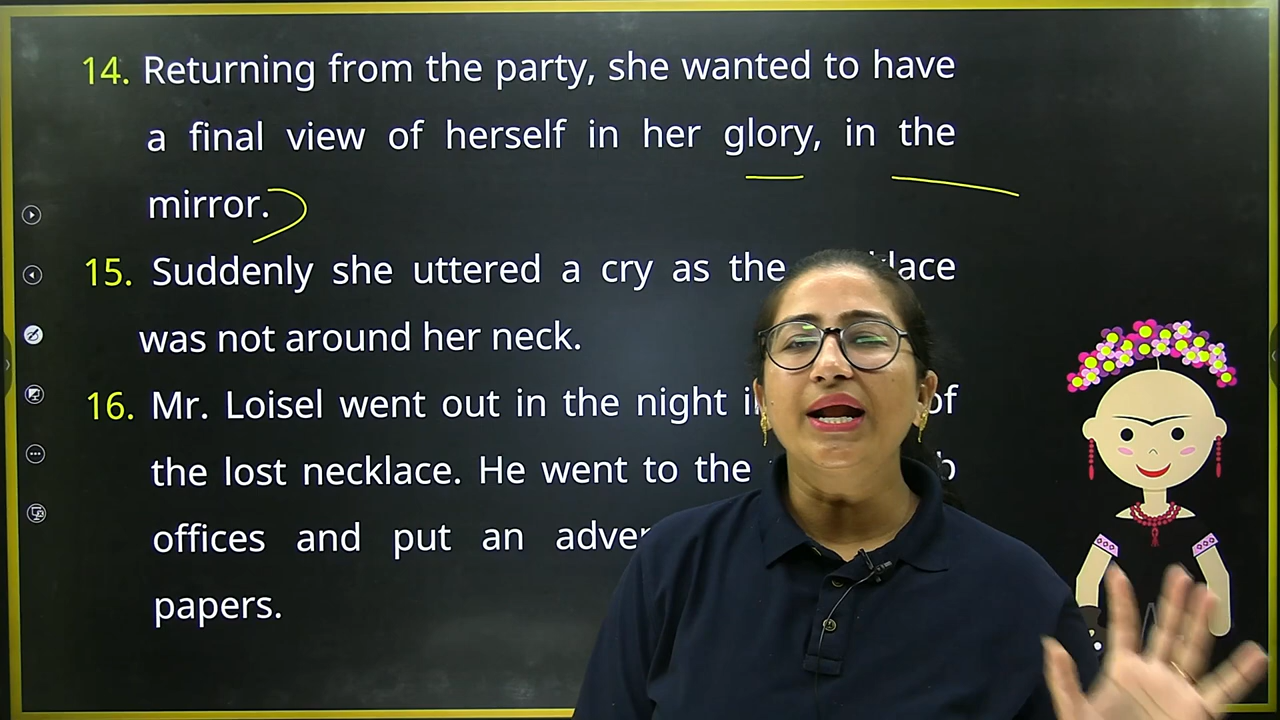 14. Returning from the party, she wanted to have
a final view of herself in her glory, in the
mirror.
15. Suddenly she uttered a cry as the
was not around her neck.
16. Mr. Loisel went out in the night of
the lost necklace. He went to the
offices and put an
papers.